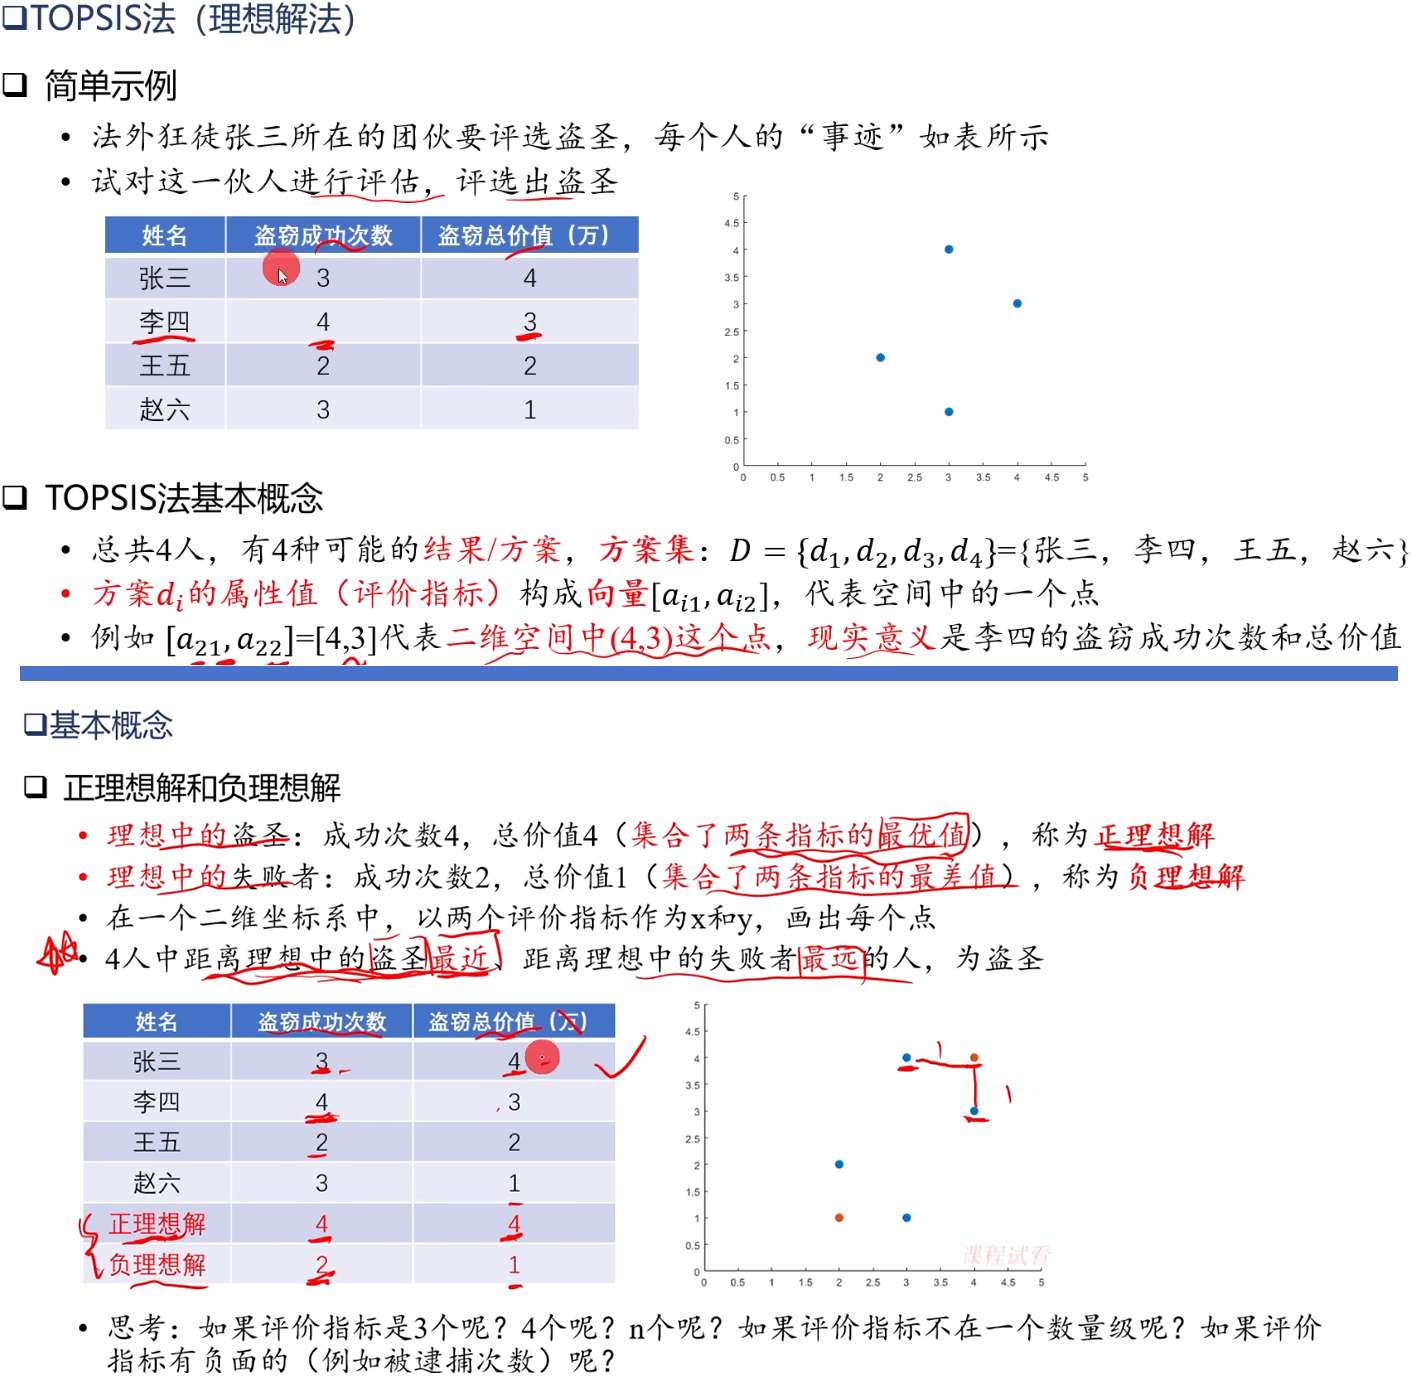 TOPSIS法（理想解法）
简单示例
• 法外狂徒张三所在的团伙要评选盗圣，每个人的“事迹”如表所示
• 试对这一伙人进行评估，评选出盗圣
姓名 盗窃成功次数 盗窃总价值（万）
张三 3 4
李四 4 3
王五 2 2
赵六 3 1
5
4.5
4
3.5
3
2.5
2
1.5
1
0.5
0
0 0.5 1 1.5 2 2.5 3 3.5 4 4.5 5
TOPSIS法基本概念
• 总共4人，有4种可能的结果/方案，方案集：D = {d₁, d₂, d₃, d₄}={张三，李四，王五，赵六}
• 方案dᵢ的属性值（评价指标）构成向量[aᵢ₁, aᵢ₂]，代表空间中的一个点
• 例如 [a₂₁, a₂₂]=[4,3]代表二维空间中(4,3)这个点，现实意义是李四的盗窃成功次数和总价值
基本概念
正理想解和负理想解
• 理想中的盗圣：成功次数4，总价值4（集合了两条指标的最优值），称为正理想解
• 理想中的失败者：成功次数2，总价值1（集合了两条指标的最差值），称为负理想解
• 在一个二维坐标系中，以两个评价指标作为x和y，画出每个点
• 4人中距离理想中的盗圣最近、距离理想中的失败者最远的人，为盗圣
姓名 盗窃成功次数 盗窃总价值（万）
张三 3 4
李四 4 3
王五 2 2
赵六 3 1
正理想解 4 4
负理想解 2 1
5
4.5
4
3.5
3
2.5
2
1.5
1
0.5
0
0 0.5 1 1.5 2 2.5 3 3.5 4 4.5 5
1
1
课程试看
• 思考：如果评价指标是3个呢？4个呢？n个呢？如果评价指标不在一个数量级呢？如果评价
指标有负面的（例如被逮捕次数）呢？